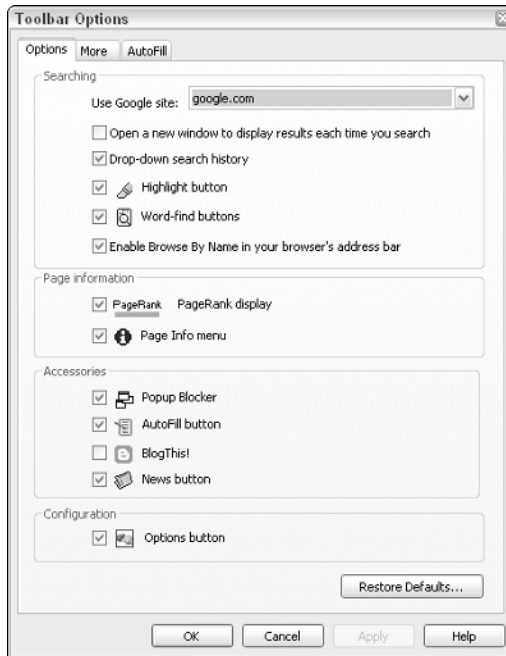 Toolbar Options
Options More AutoFill
Searching
Use Google site: google.com
Open a new window to display results each time you search
Drop-down search history
Highlight button
Word-find buttons
Enable Browse By Name in your browser's address bar
Page information
PageRank PageRank display
Page Info menu
Accessories
Popup Blocker
AutoFill button
BlogThis!
News button
Configuration
Options button
Restore Defaults...
OK Cancel Apply Help